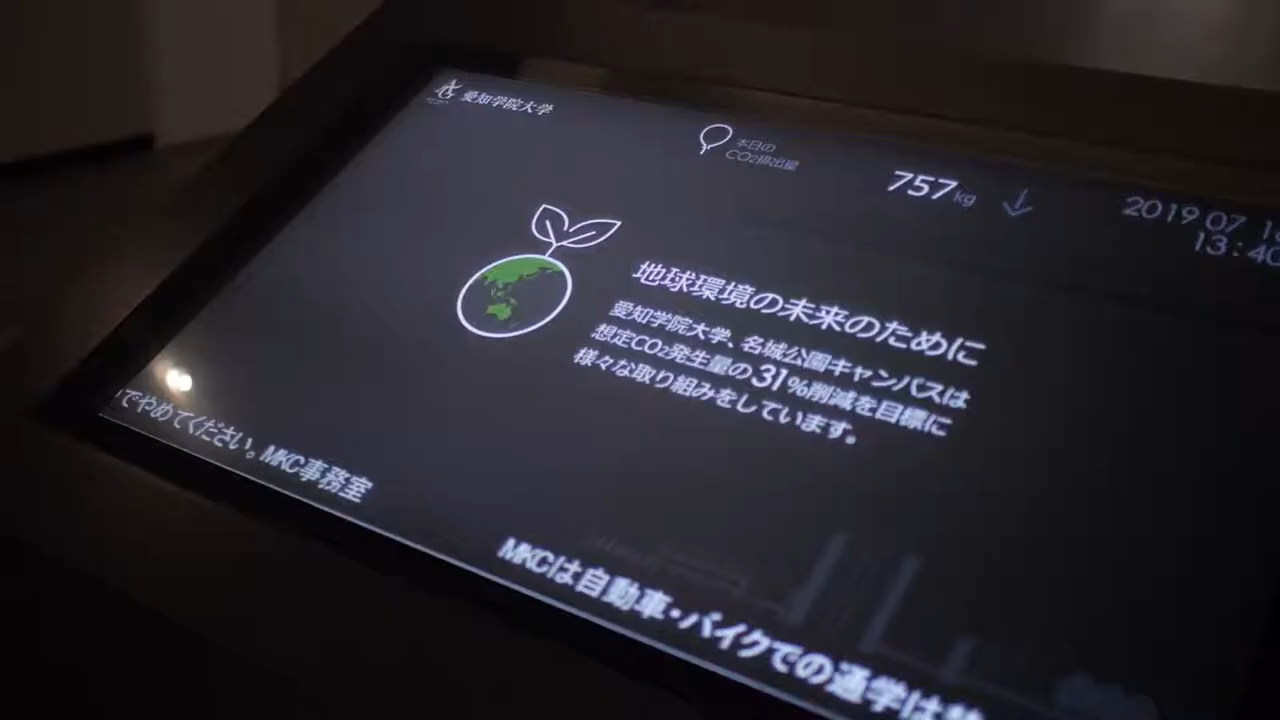 愛知学院大学
本日の
CO2排出量
757kg
2019 07
13:40
地球環境の未来のために
愛知学院大学、名城公園キャンパスは
想定CO2発生量の31%削減を目標に
様々な取り組みをしています。
でやめてください。MKC事務室
MKCは自動車・バイクでの通学は